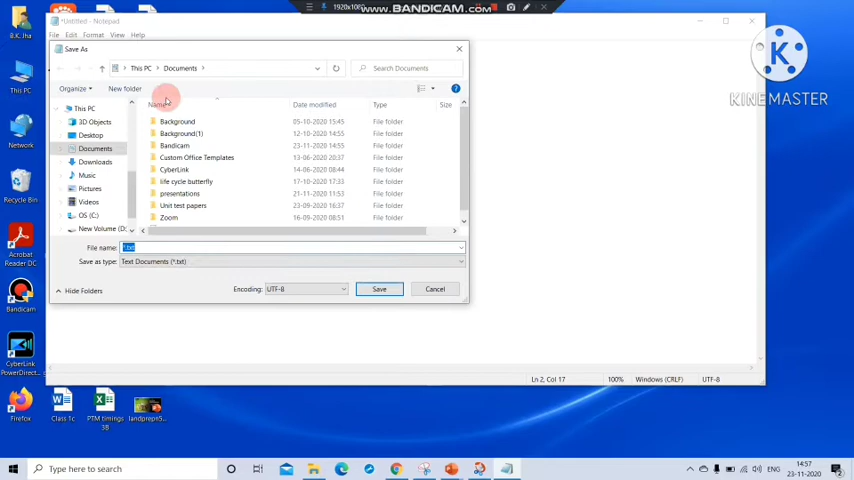 1920x1080
www.BANDICAM.com
B.K. Jha
This PC
Network
Recycle Bin
Acrobat
Reader DC
Bandicam
CyberLink
PowerDirect...
Firefox
Class 1c
PTM timings
3B
landprepn5...
*Untitled - Notepad
File Edit Format View Help
Save As
This PC > Documents >
Search Documents
Organize
New folder
Name
Date modified
Type
Size
This PC
3D Objects
Desktop
Documents
Downloads
Music
Pictures
Videos
OS (C:)
New Volume (D:
Background 05-10-2020 15:45 File folder
Background(1) 12-10-2020 14:55 File folder
Bandicam 23-11-2020 14:55 File folder
Custom Office Templates 13-06-2020 20:37 File folder
CyberLink 14-06-2020 08:44 File folder
life cycle butterfly 17-10-2020 17:33 File folder
presentations 21-11-2020 11:53 File folder
Unit test papers 23-09-2020 16:37 File folder
Zoom 16-09-2020 08:51 File folder
File name: *.txt
Save as type: Text Documents (*.txt)
Hide Folders
Encoding: UTF-8
Save
Cancel
KINEMASTER
Ln 2, Col 17
100%
Windows (CRLF)
UTF-8
Type here to search
ENG
14:57
23-11-2020
2